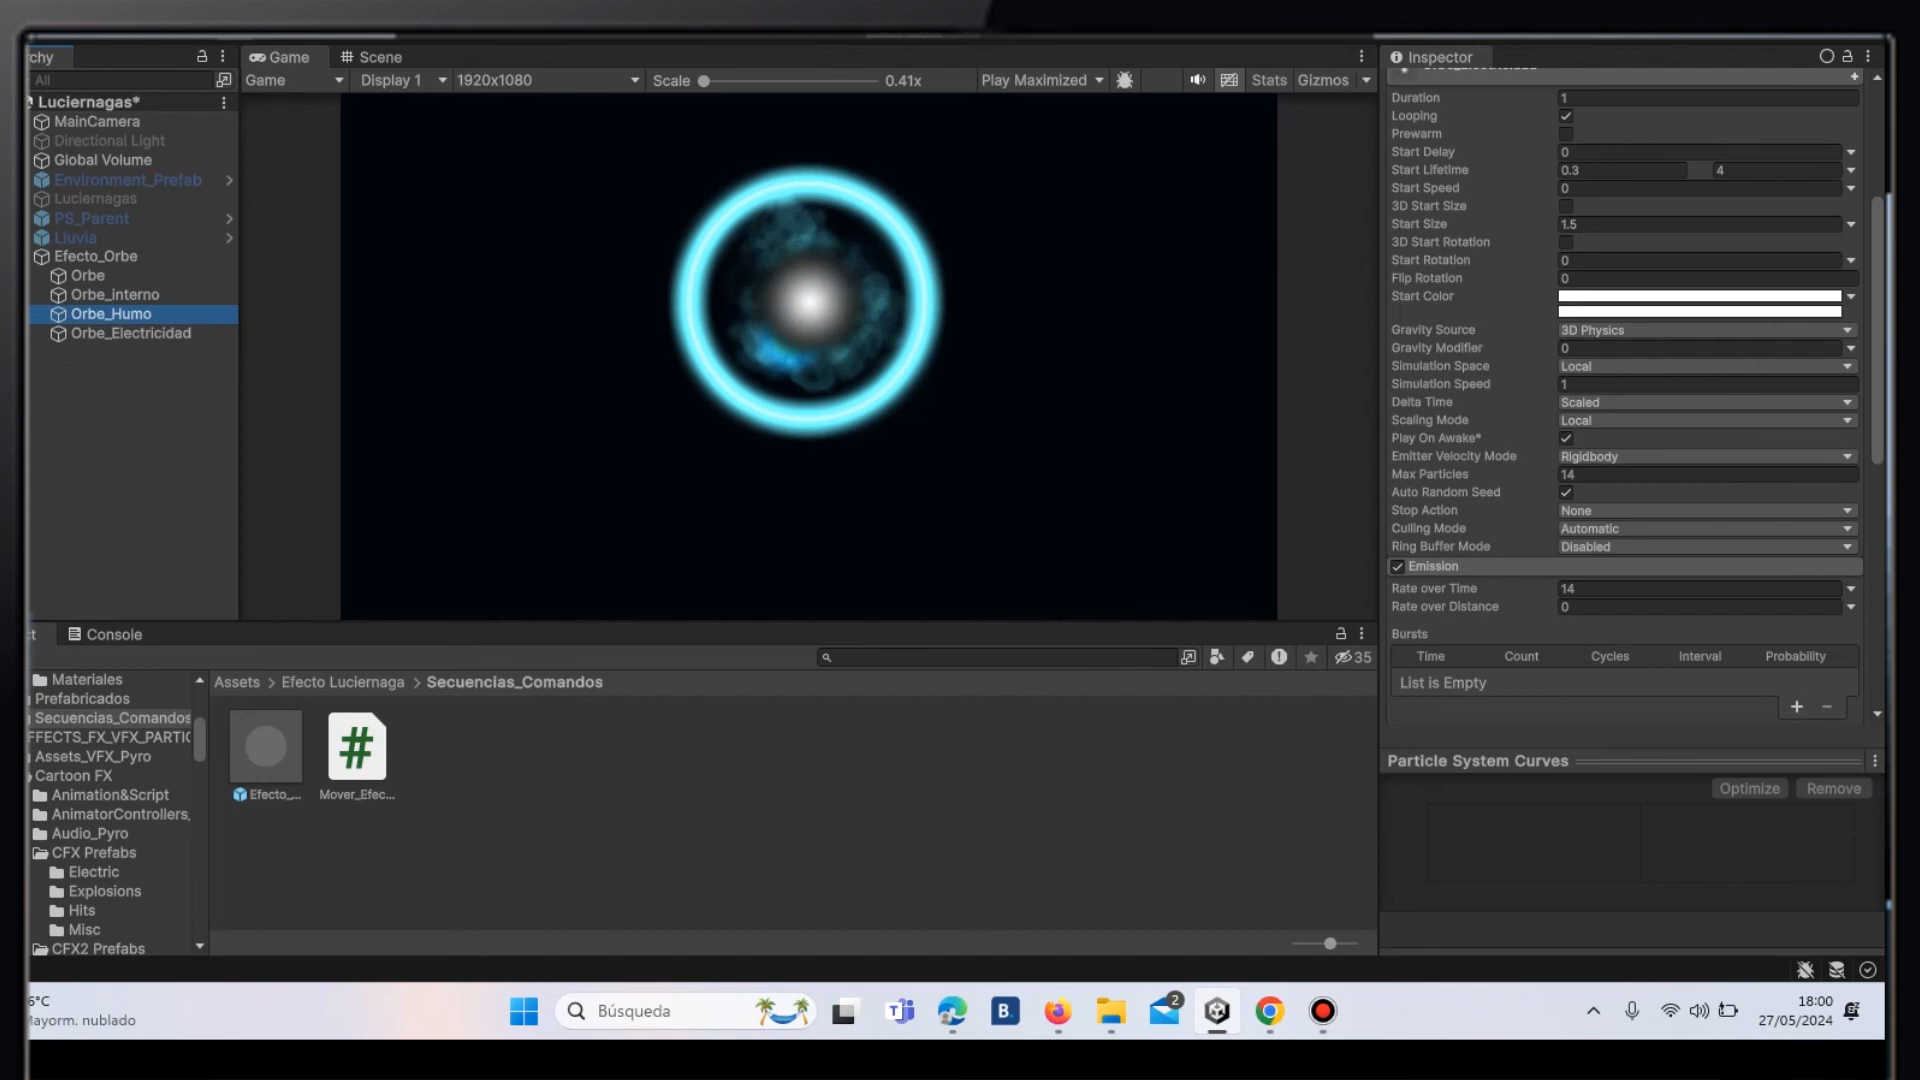 chy
Game
Scene
Inspector
All
Game
Display 1
1920x1080
Scale
0.41x
Play Maximized
Stats
Gizmos
Luciernagas*
MainCamera
Directional Light
Global Volume
Environment_Prefab
Luciernagas
PS_Parent
Lluvia
Efecto_Orbe
Orbe
Orbe_interno
Orbe_Humo
Orbe_Electricidad
Duration 1
Looping
Prewarm
Start Delay 0
Start Lifetime 0.3 4
Start Speed 0
3D Start Size
Start Size 1.5
3D Start Rotation
Start Rotation 0
Flip Rotation 0
Start Color
Gravity Source 3D Physics
Gravity Modifier 0
Simulation Space Local
Simulation Speed 1
Delta Time Scaled
Scaling Mode Local
Play On Awake*
Emitter Velocity Mode Rigidbody
Max Particles 14
Auto Random Seed
Stop Action None
Culling Mode Automatic
Ring Buffer Mode Disabled
Emission
Rate over Time 14
Rate over Distance 0
Bursts
Time Count Cycles Interval Probability
List is Empty
+ −
Particle System Curves
Optimize Remove
ct
Console
35
Materiales
Prefabricados
Secuencias_Comandos
FFECTS_FX_VFX_PARTIC
Assets_VFX_Pyro
Cartoon FX
Animation&Script
AnimatorControllers,
Audio_Pyro
CFX Prefabs
Electric
Explosions
Hits
Misc
CFX2 Prefabs
Assets > Efecto Luciernaga > Secuencias_Comandos
#
Efecto_...
Mover_Efec...
6°C
Mayorm. nublado
Búsqueda
B.
2
18:00
27/05/2024